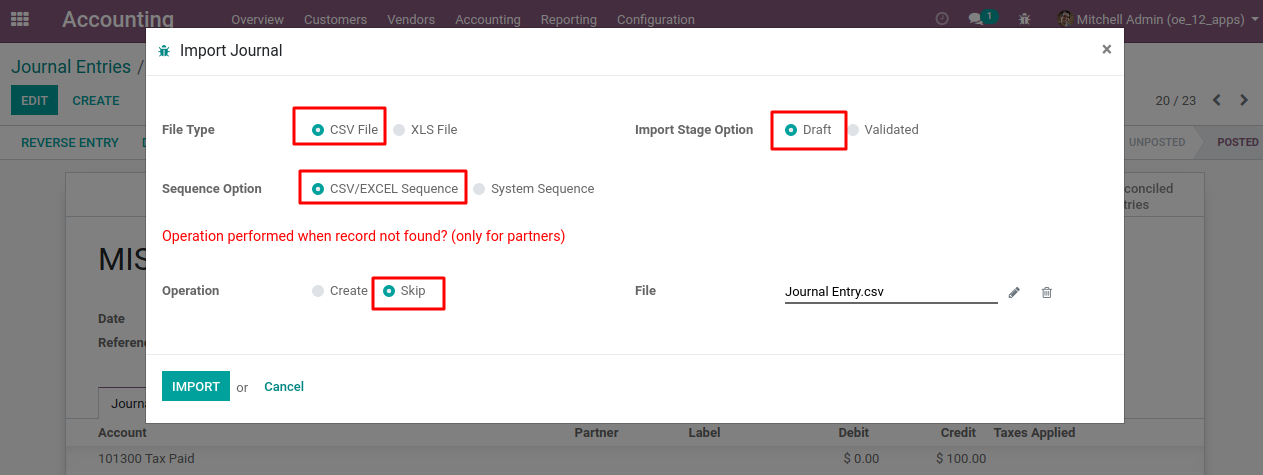 Accounting Overview Customers Vendors Accounting Reporting Configuration 1 Mitchell Admin (oe_12_apps)
Journal Entries /
Import Journal ×
EDIT CREATE 20 / 23
File Type CSV File XLS File Import Stage Option Draft Validated
REVERSE ENTRY UNPOSTED POSTED
Sequence Option CSV/EXCEL Sequence System Sequence
Operation performed when record not found? (only for partners)
MIS
Operation Create Skip File Journal Entry.csv
Date
IMPORT or Cancel
Account Partner Label Debit Credit Taxes Applied
101300 Tax Paid $ 0.00 $ 100.00